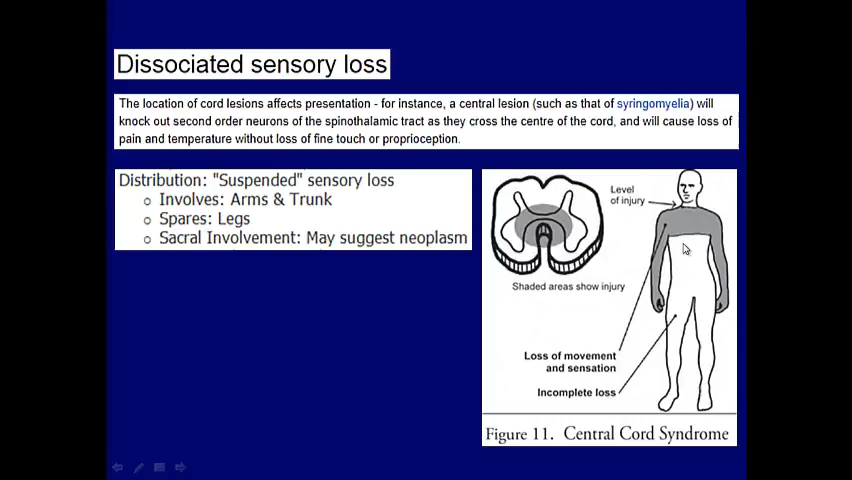 Dissociated sensory loss
The location of cord lesions affects presentation - for instance, a central lesion (such as that of syringomyelia) will
knock out second order neurons of the spinothalamic tract as they cross the centre of the cord, and will cause loss of
pain and temperature without loss of fine touch or proprioception.
Distribution: "Suspended" sensory loss
Involves: Arms & Trunk
Spares: Legs
Sacral Involvement: May suggest neoplasm
Level
of injury
Shaded areas show injury
Loss of movement
and sensation
Incomplete loss
Figure 11. Central Cord Syndrome